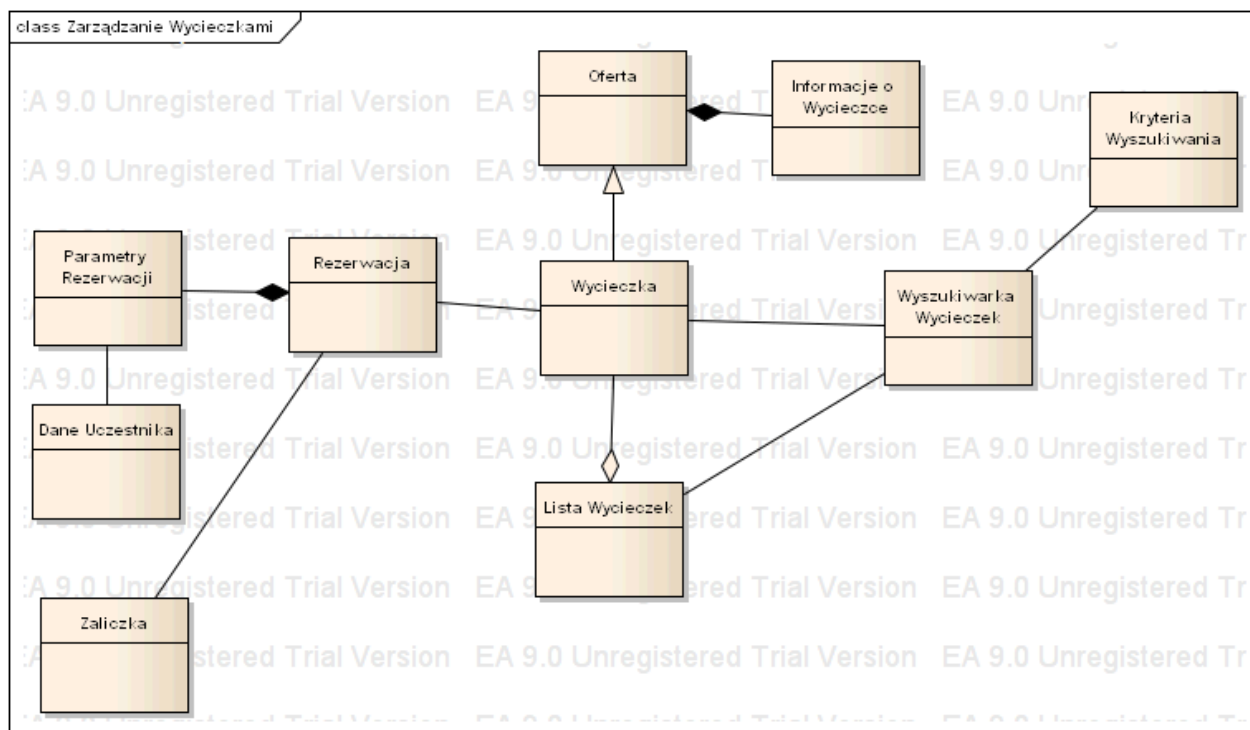 class Zarządzanie Wycieczkami
Oferta
Informacje o
Wycieczce
Kryteria
Wyszukiwania
Parametry
Rezerwacji
Rezerwacja
Wycieczka
Wyszukiwarka
Wycieczek
Dane Uczestnika
Lista Wycieczek
Zaliczka
EA 9.0 Unregistered Trial Version